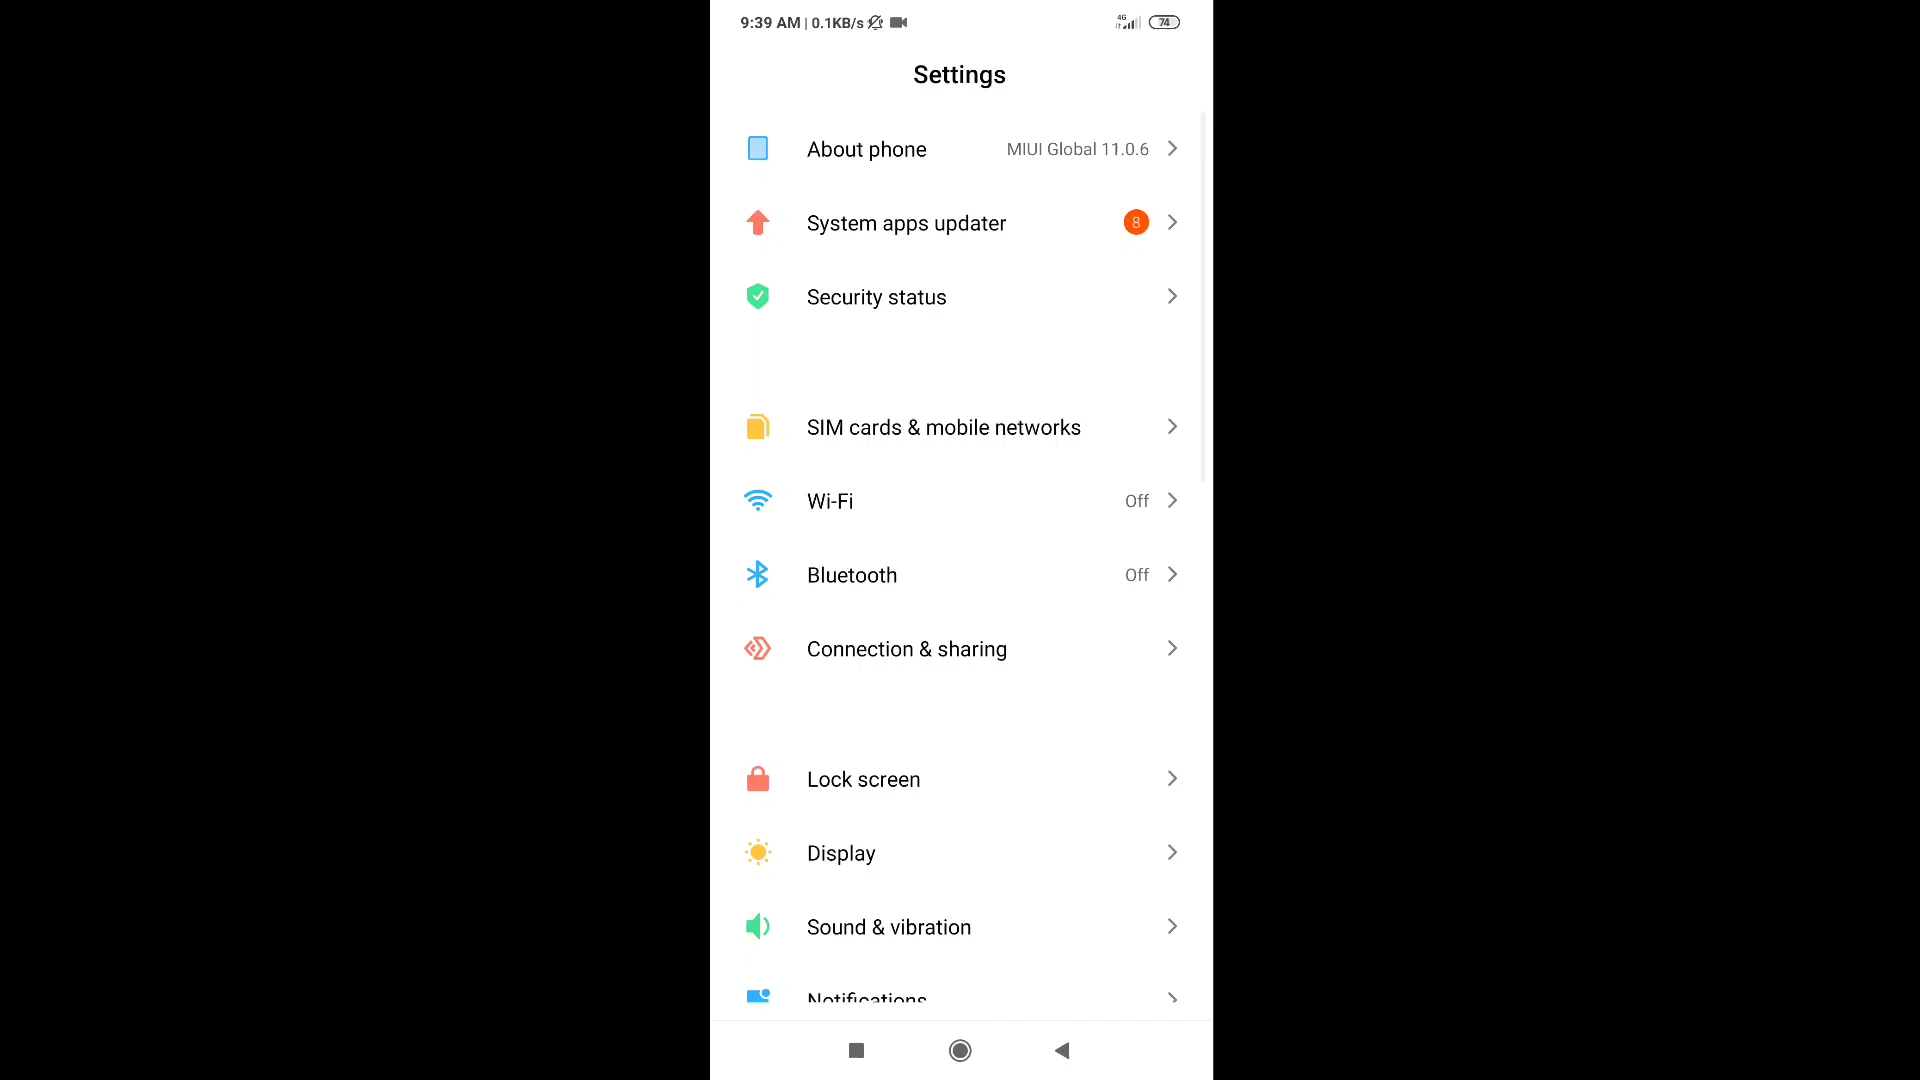 9:39 AM | 0.1KB/s 4G 74
Settings
About phone MIUI Global 11.0.6
System apps updater 8
Security status
SIM cards & mobile networks
Wi-Fi Off
Bluetooth Off
Connection & sharing
Lock screen
Display
Sound & vibration
Notifications